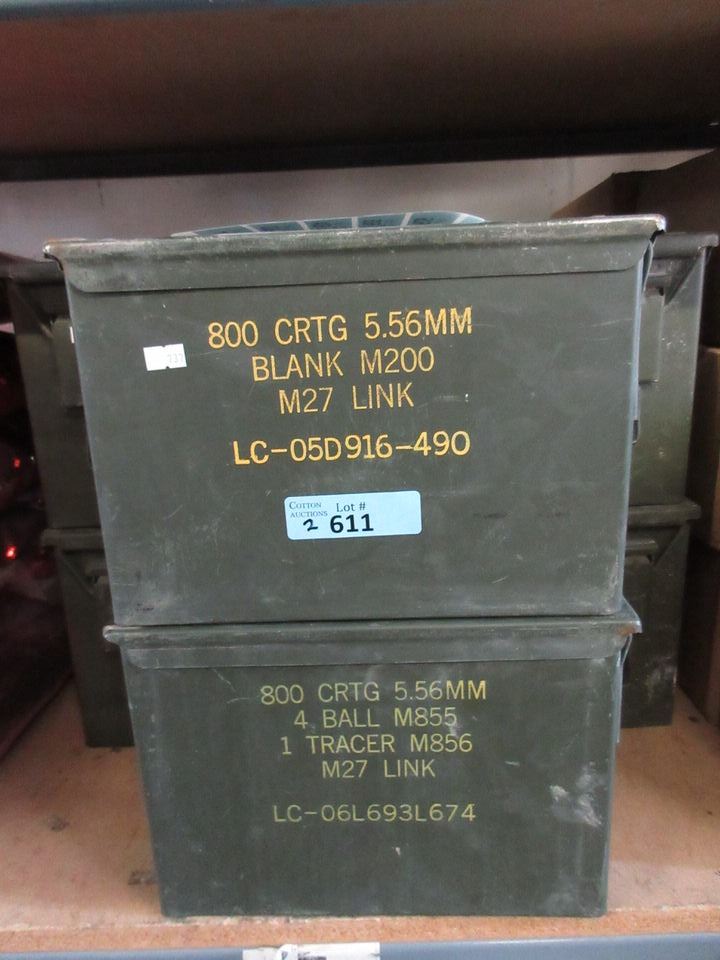 800 CRTG 5.56MM
BLANK M200
M27 LINK
LC-05D916-490
COTTON
AUCTIONS
Lot #
2 611
800 CRTG 5.56MM
4 BALL M855
1 TRACER M856
M27 LINK
LC-06L693L674